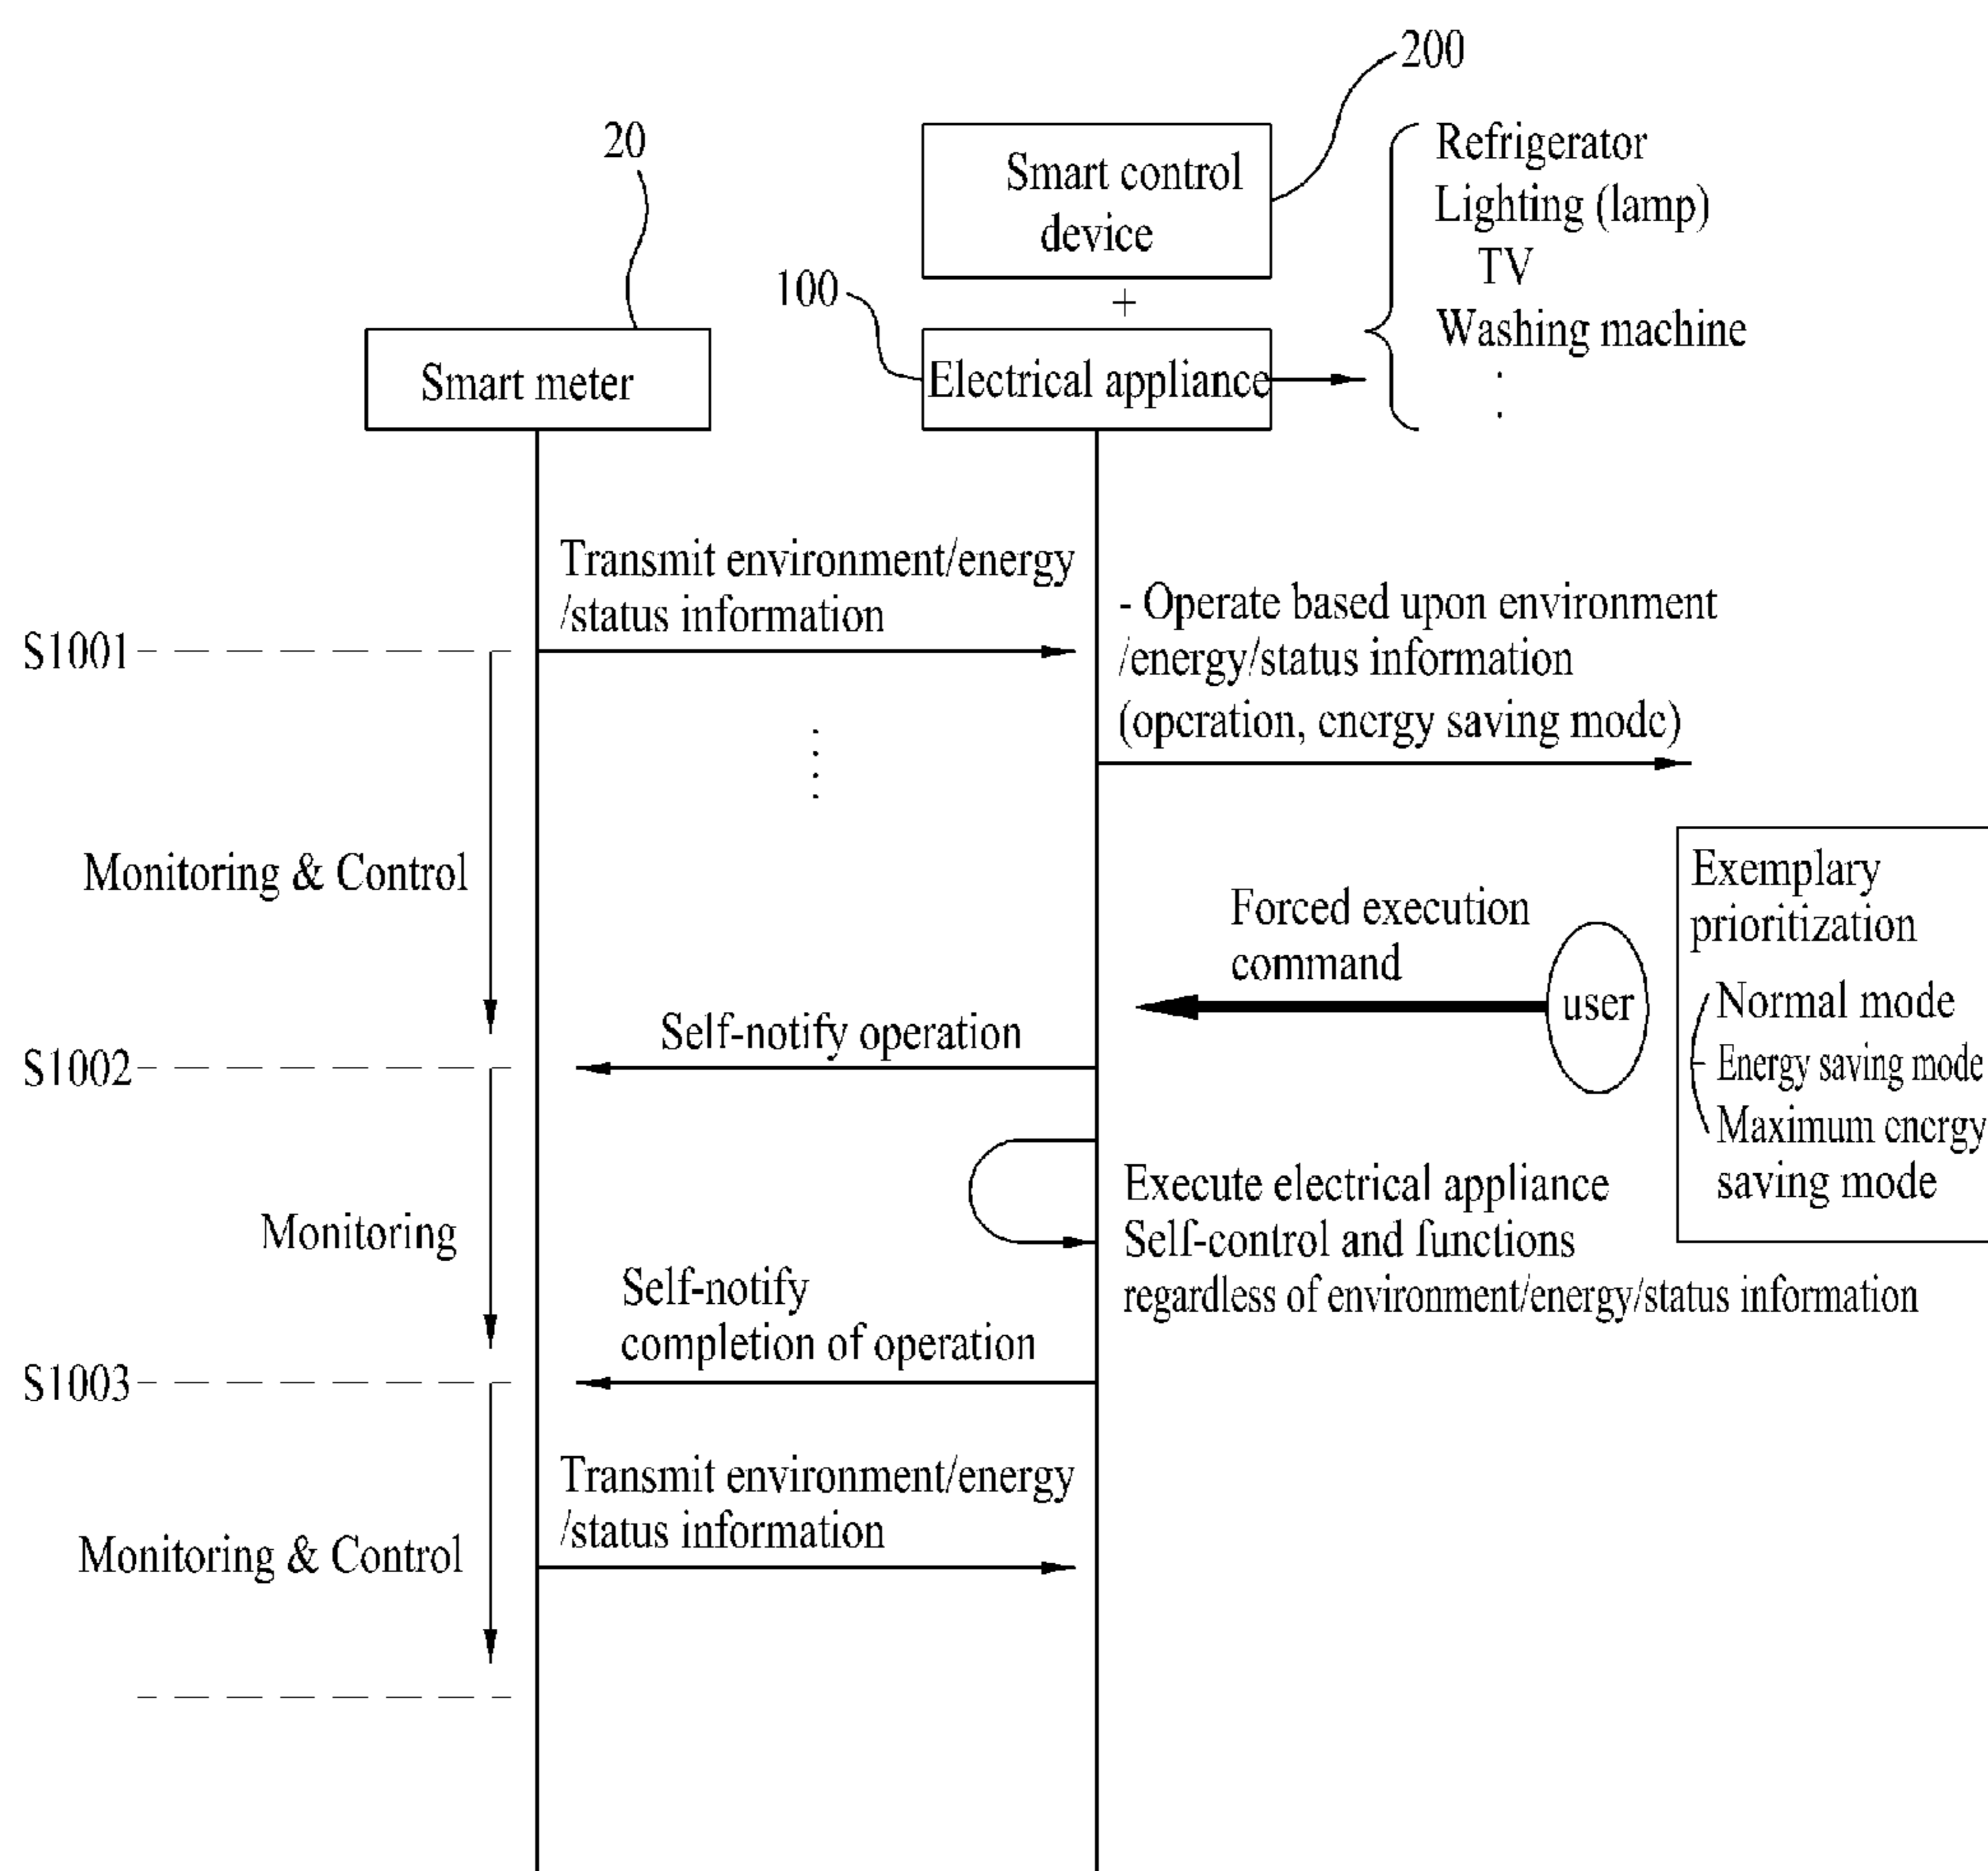 200
20
Smart control
device
Refrigerator
Lighting (lamp)
TV
Washing machine
100
+
Smart meter
Electrical appliance
Transmit environment/energy
/status information
- Operate based upon environment
/energy/status information
(operation, energy saving mode)
S1001
Monitoring & Control
Forced execution
command
user
Exemplary
prioritization
Normal mode
Energy saving mode
Maximum energy
saving mode
Self-notify operation
S1002
Execute electrical appliance
Self-control and functions
regardless of environment/energy/status information
Monitoring
Self-notify
completion of operation
S1003
Transmit environment/energy
/status information
Monitoring & Control